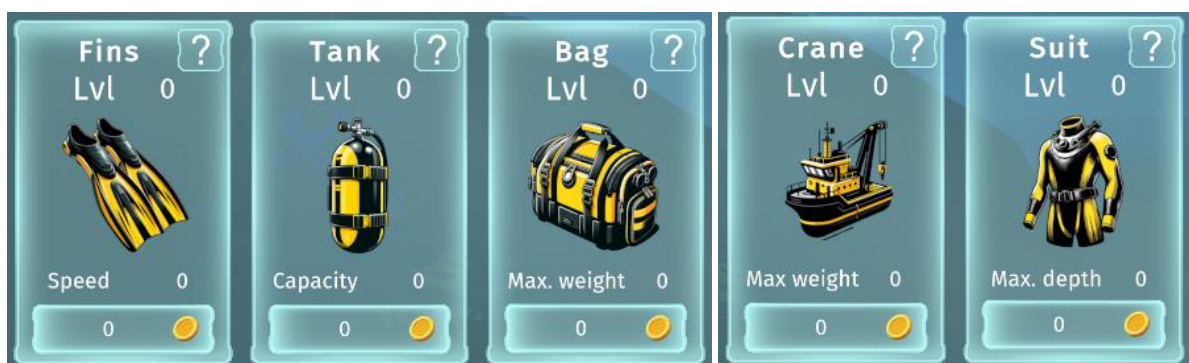 Fins ?
Lvl 0
Speed 0
0
Tank ?
Lvl 0
Capacity 0
0
Bag ?
Lvl 0
Max. weight 0
0
Crane ?
Lvl 0
Max weight 0
0
Suit ?
Lvl 0
Max. depth 0
0